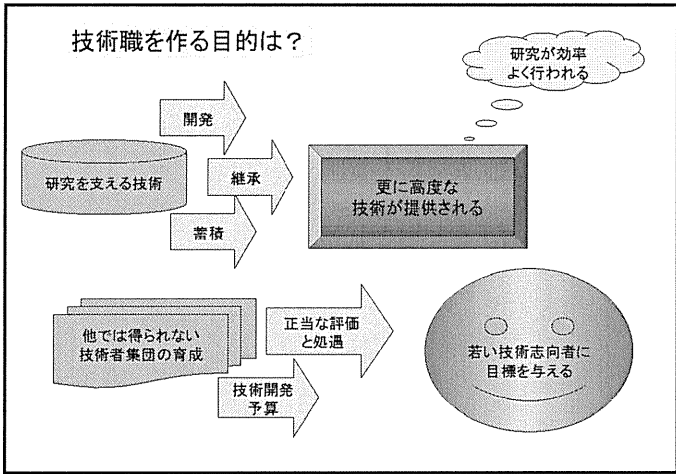 技術職を作る目的は？
研究が効率
よく行われる
開発
研究を支える技術
継承
蓄積
更に高度な
技術が提供される
他では得られない
技術者集団の育成
正当な評価
と処遇
技術開発
予算
若い技術志向者に
目標を与える